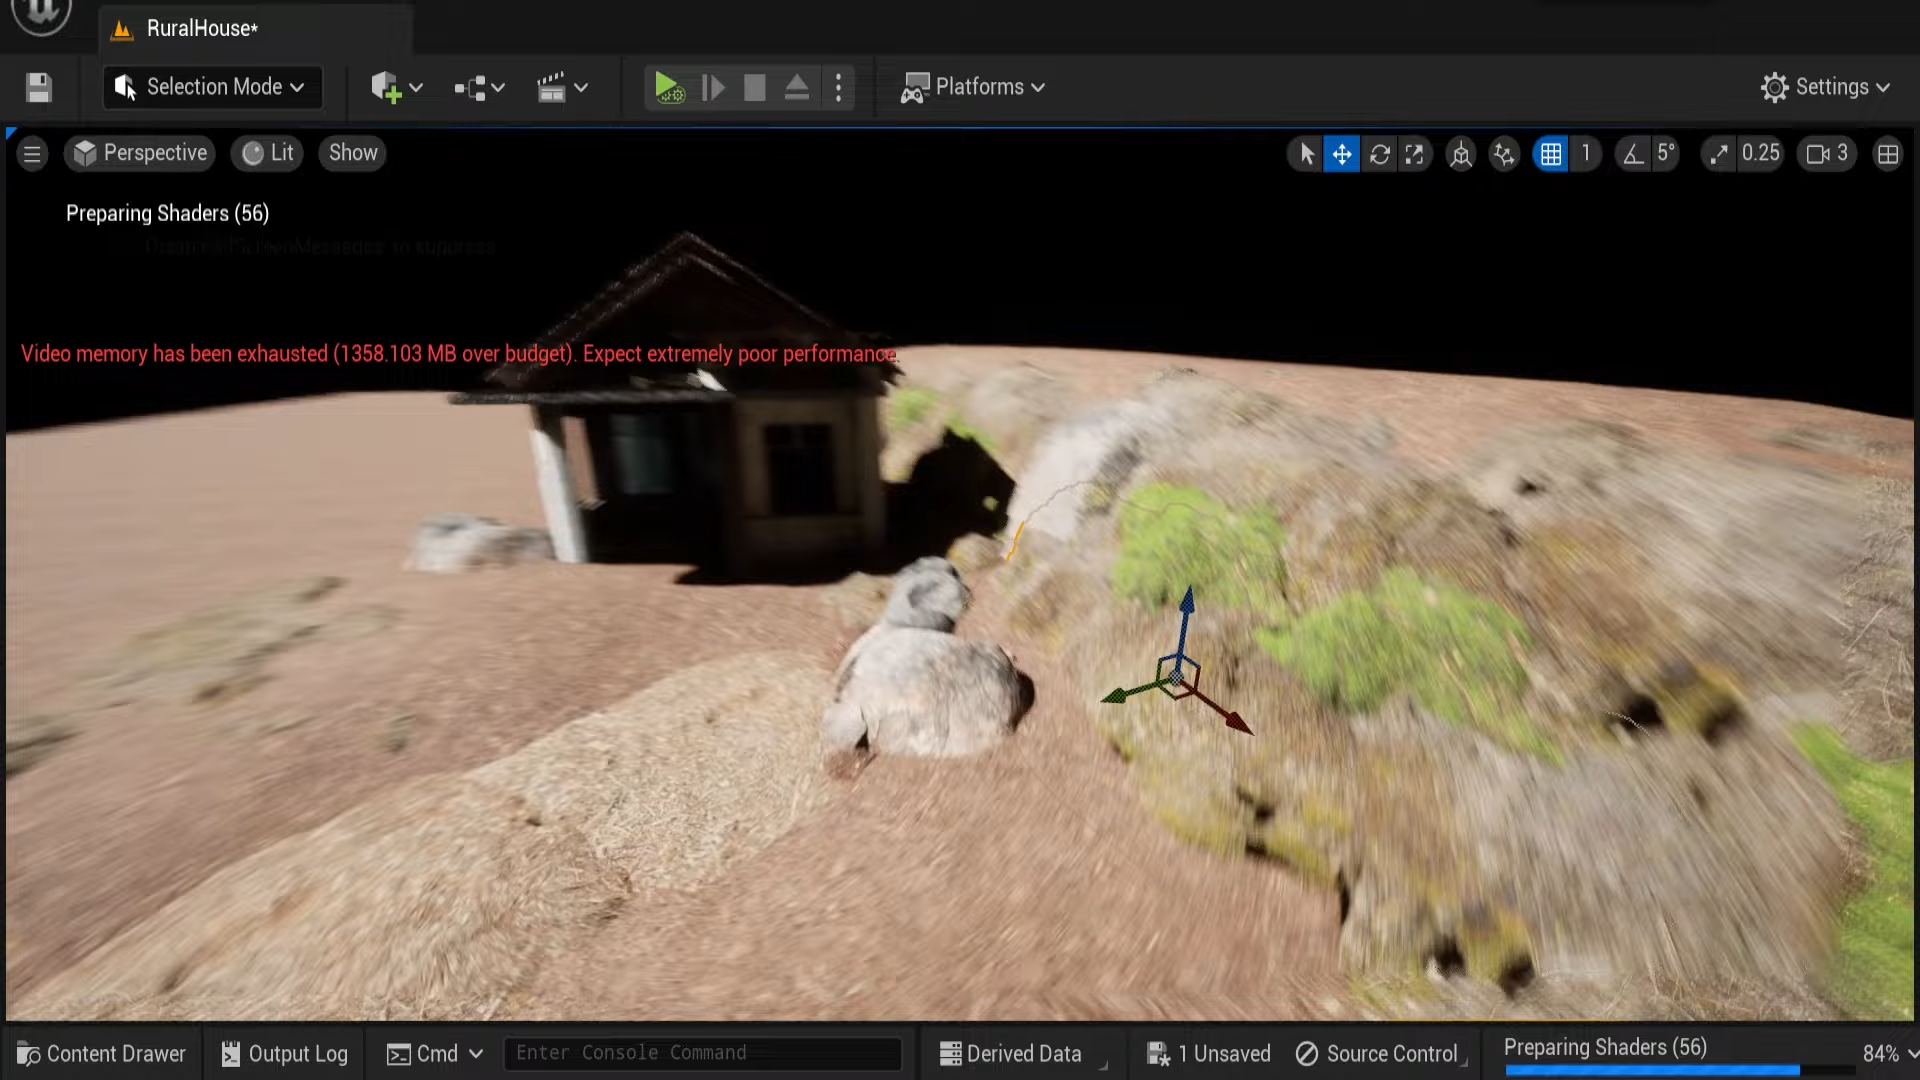 RuralHouse*
Selection Mode
Platforms
Settings
Perspective
Lit
Show
1
5°
0.25
3
Preparing Shaders (56)
Video memory has been exhausted (1358.103 MB over budget). Expect extremely poor performance
Content Drawer
Output Log
Cmd
Enter Console Command
Derived Data
1 Unsaved
Source Control
Preparing Shaders (56)
84%